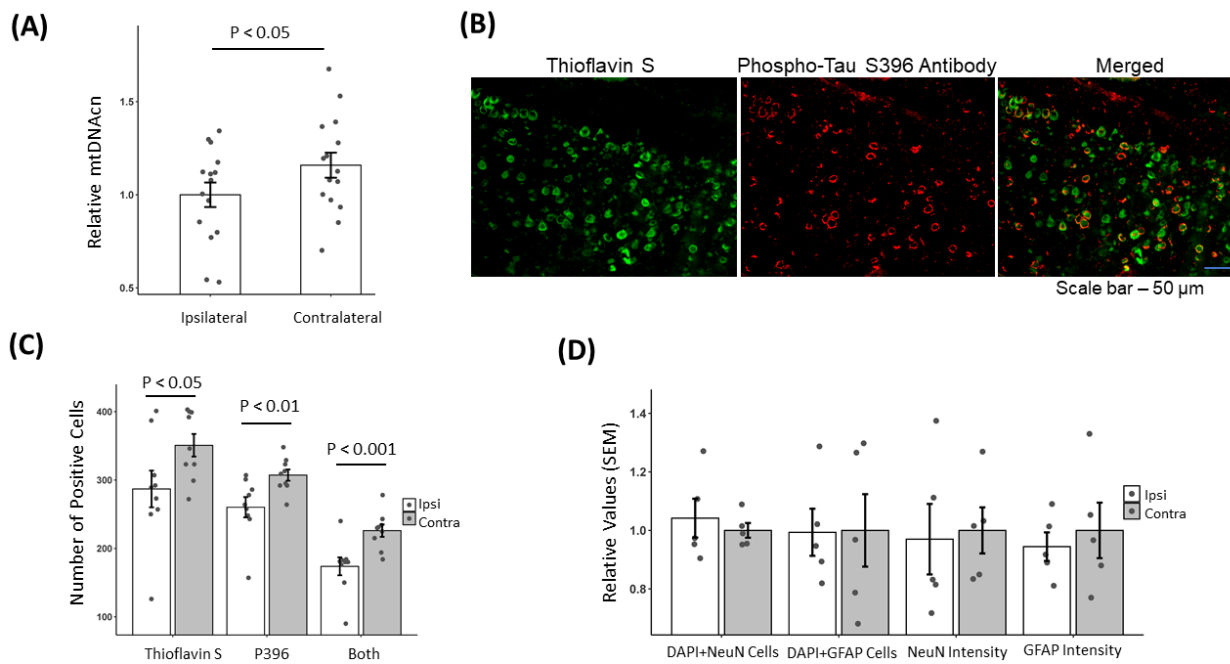 (A)
P < 0.05
Relative mtDNAcn
1.5
1.0
0.5
Ipsilateral Contralateral
(B)
Thioflavin S Phospho-Tau S396 Antibody Merged
Scale bar – 50 µm
(C)
P < 0.05
P < 0.01
P < 0.001
Number of Positive Cells
400
300
200
100
Thioflavin S P396 Both
Ipsi
Contra
(D)
Relative Values (SEM)
1.4
1.2
1.0
0.8
DAPI+NeuN Cells DAPI+GFAP Cells NeuN Intensity GFAP Intensity
Ipsi
Contra